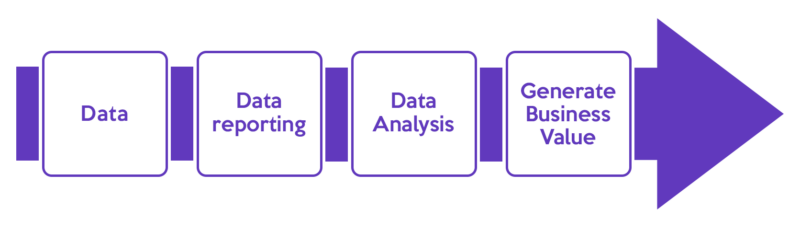 Data
Data
reporting
Data
Analysis
Generate
Business
Value